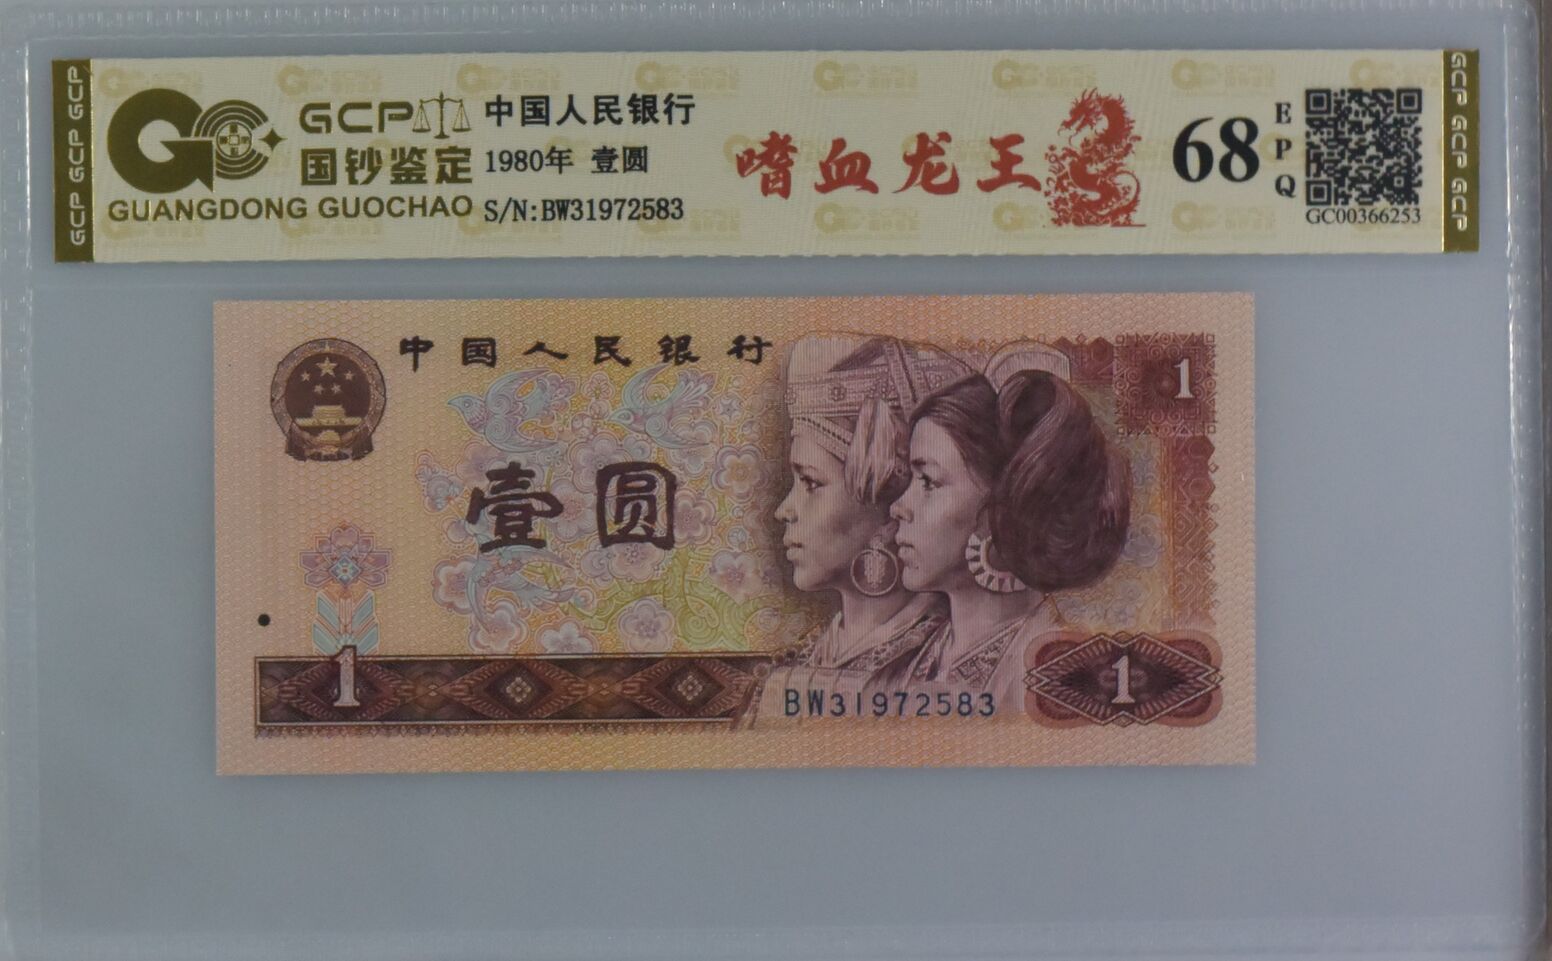 GCP GCP GCP
GCP
国钞鉴定
GUANGDONG GUOCHAO
中国人民银行
1980年 壹圆
S/N:BW31972583
嗜血龙王
68
EPQ
GC00366253
GCP GCP GCP
中国人民银行
1
壹圆
1
BW31972583
1